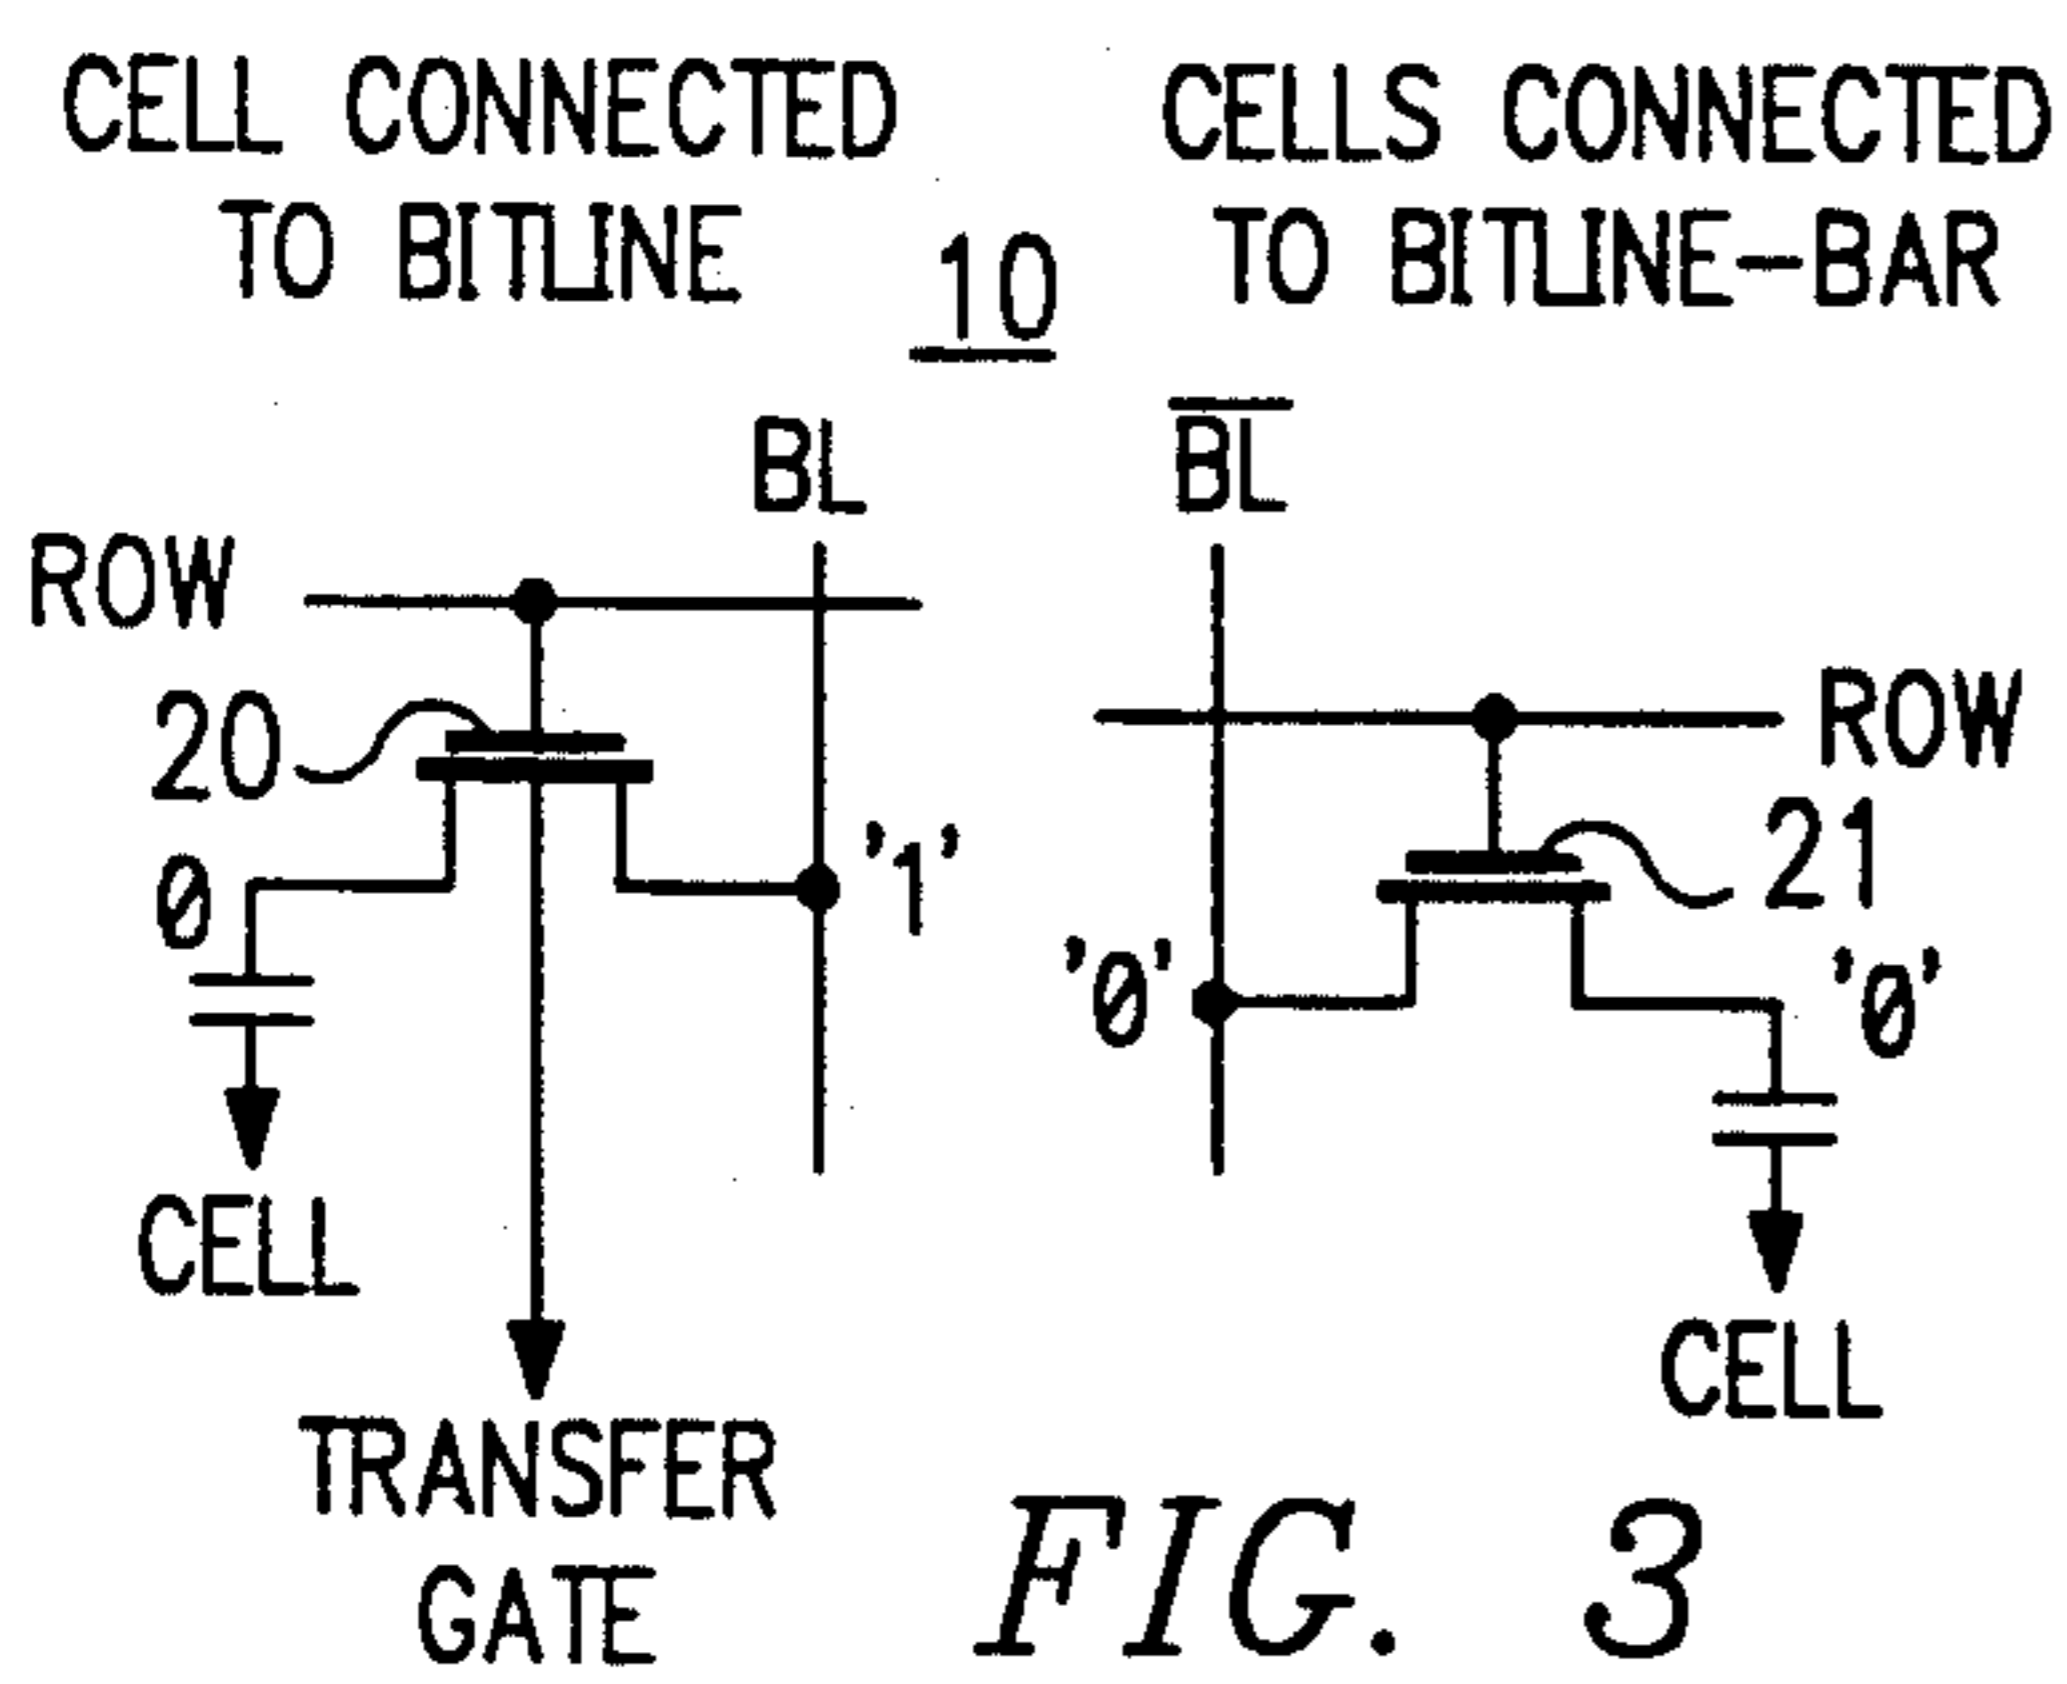 CELL CONNECTED
TO BITLINE
CELLS CONNECTED
TO BITLINE-BAR
10
BL
B̅L̅
ROW
ROW
20
21
0
'1'
'0'
'0'
CELL
CELL
TRANSFER
GATE
FIG. 3